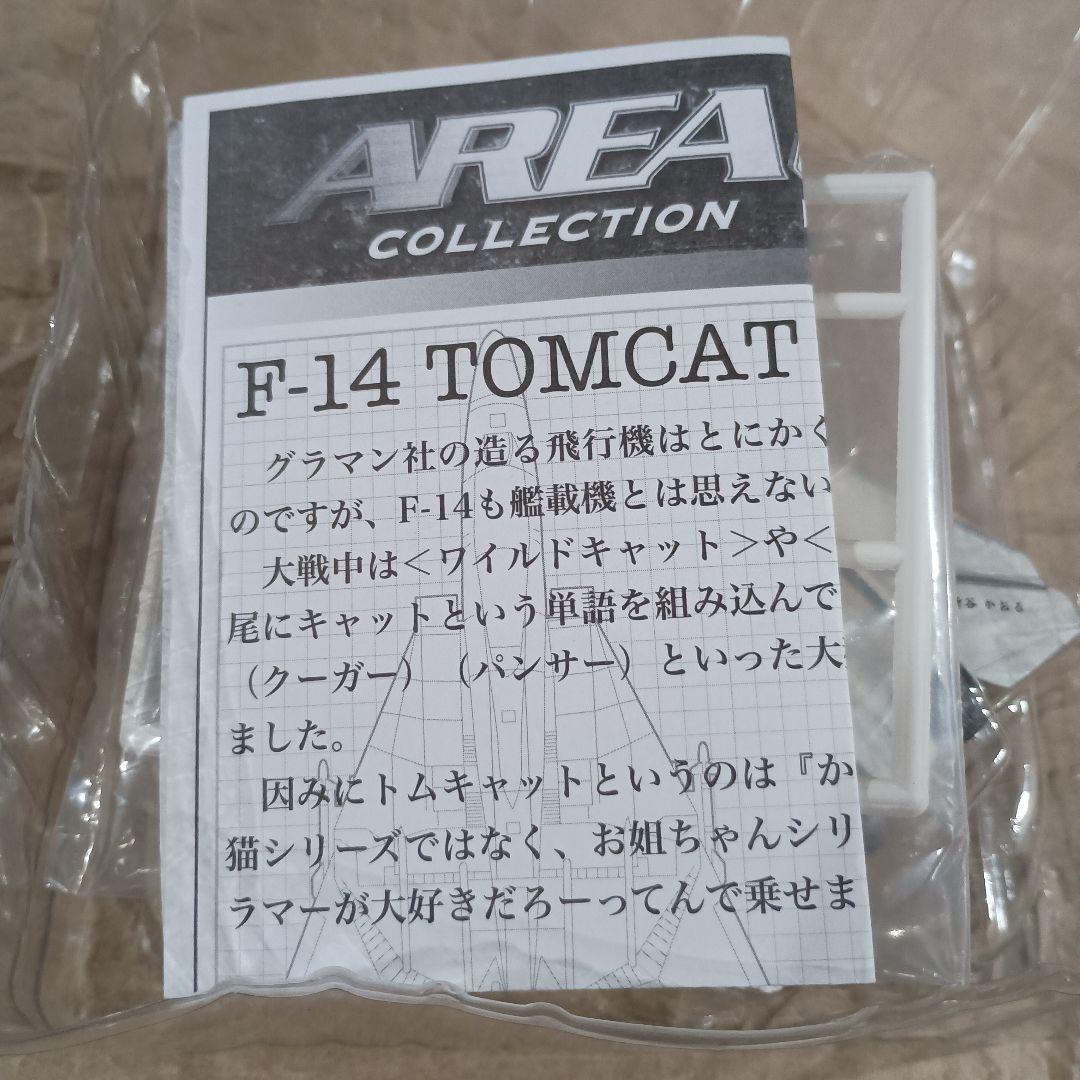 AREA
COLLECTION
F-14 TOMCAT
グラマン社の造る飛行機はとにかく
のですが、F-14も艦載機とは思えない
大戦中は＜ワイルドキャット＞や＜
尾にキャットという単語を組み込んで
（クーガー）（パンサー）といった大
ました。
因みにトムキャットというのは『か
猫シリーズではなく、お姐ちゃんシリ
ラマーが大好きだろーってんで乗せま
谷 かおる